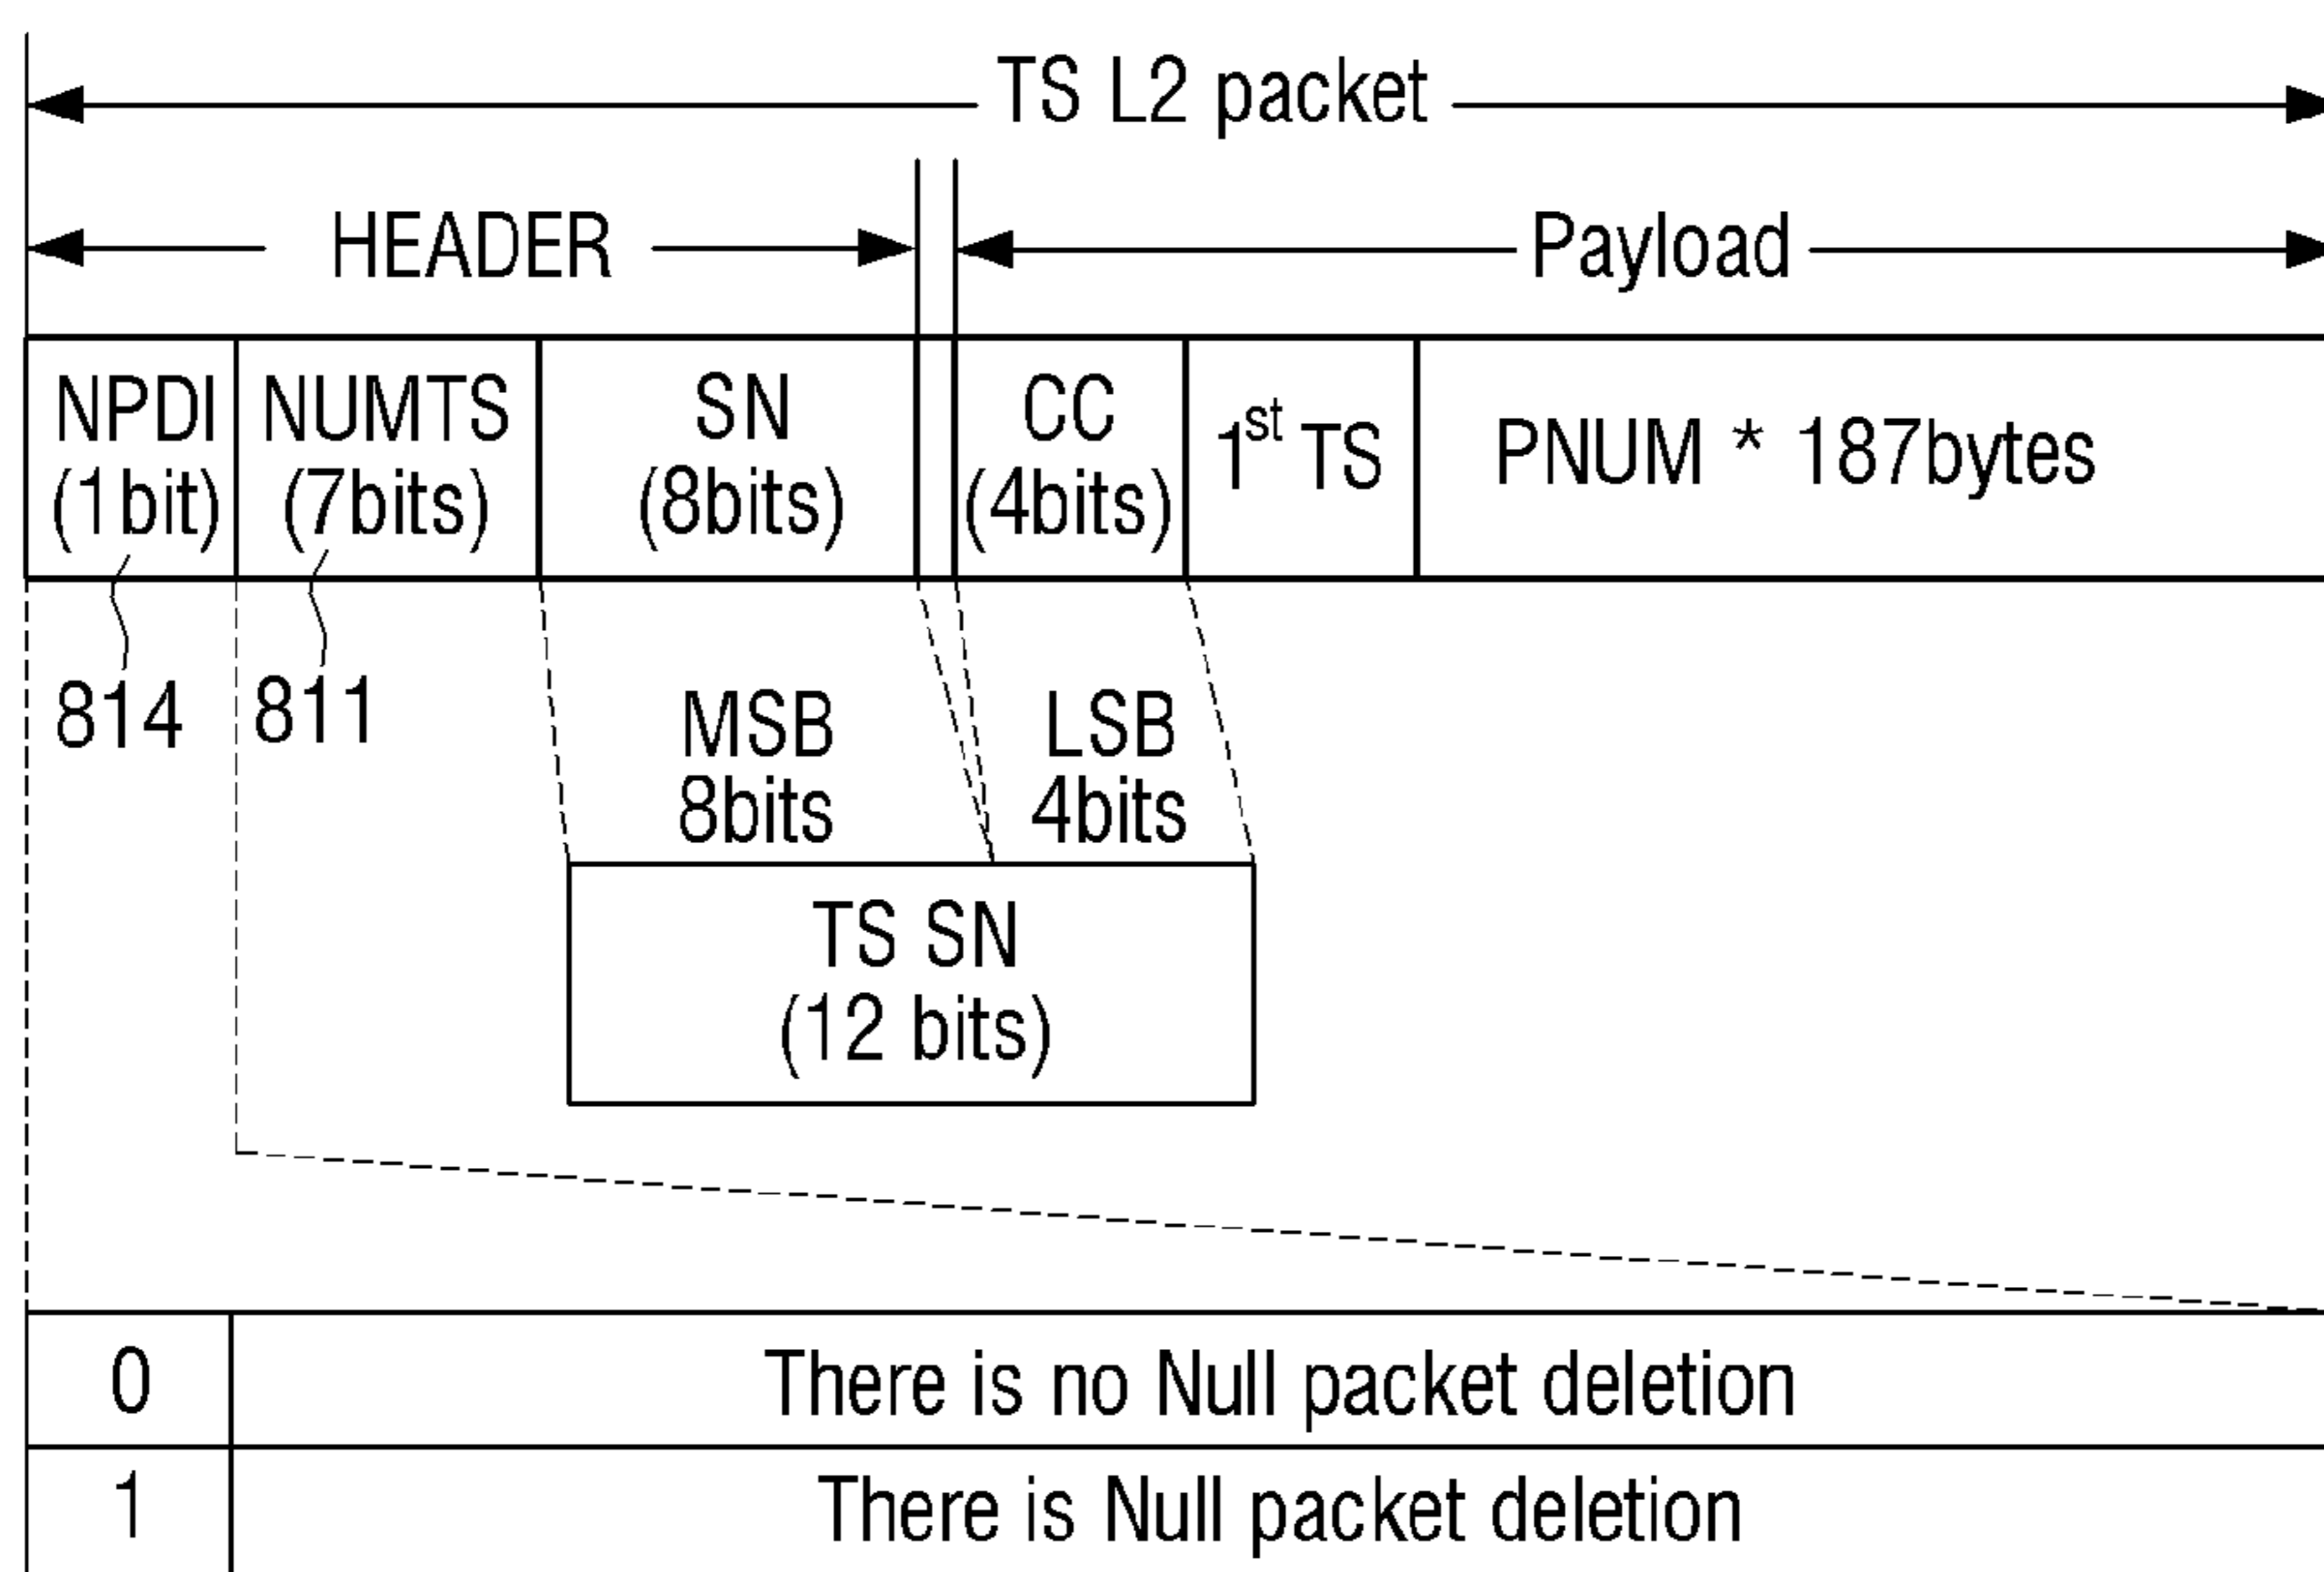 TS L2 packet
HEADER
Payload
NPDI
(1bit)
NUMTS
(7bits)
SN
(8bits)
CC
(4bits)
1st TS
PNUM * 187bytes
814
811
MSB
8bits
LSB
4bits
TS SN
(12 bits)
0
There is no Null packet deletion
1
There is Null packet deletion